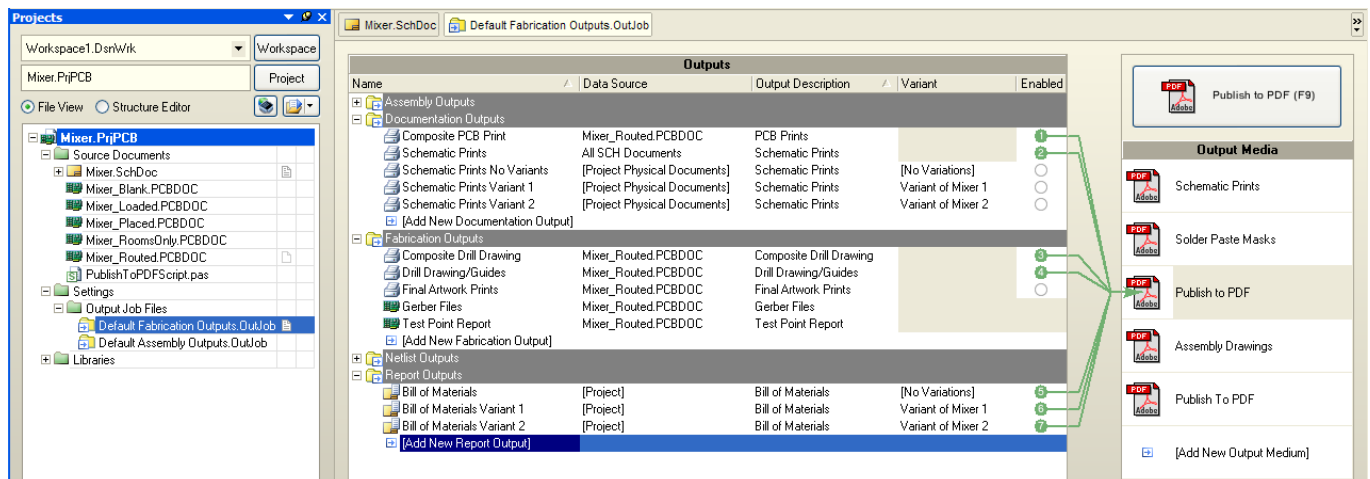 Projects
Workspace1.DsnWrk Workspace
Mixer.PrjPCB Project
File View Structure Editor
Mixer.PrjPCB
Source Documents
Mixer.SchDoc
Mixer_Blank.PCBDOC
Mixer_Loaded.PCBDOC
Mixer_Placed.PCBDOC
Mixer_RoomsOnly.PCBDOC
Mixer_Routed.PCBDOC
PublishToPDFScript.pas
Settings
Output Job Files
Default Fabrication Outputs.OutJob
Default Assembly Outputs.OutJob
Libraries
Mixer.SchDoc Default Fabrication Outputs.OutJob
Outputs
Name Data Source Output Description Variant Enabled
Assembly Outputs
Documentation Outputs
Composite PCB Print Mixer_Routed.PCBDOC PCB Prints 1
Schematic Prints All SCH Documents Schematic Prints 2
Schematic Prints No Variants [Project Physical Documents] Schematic Prints [No Variations]
Schematic Prints Variant 1 [Project Physical Documents] Schematic Prints Variant of Mixer 1
Schematic Prints Variant 2 [Project Physical Documents] Schematic Prints Variant of Mixer 2
[Add New Documentation Output]
Fabrication Outputs
Composite Drill Drawing Mixer_Routed.PCBDOC Composite Drill Drawing 3
Drill Drawing/Guides Mixer_Routed.PCBDOC Drill Drawing/Guides 4
Final Artwork Prints Mixer_Routed.PCBDOC Final Artwork Prints
Gerber Files Mixer_Routed.PCBDOC Gerber Files
Test Point Report Mixer_Routed.PCBDOC Test Point Report
[Add New Fabrication Output]
Netlist Outputs
Report Outputs
Bill of Materials [Project] Bill of Materials [No Variations] 5
Bill of Materials Variant 1 [Project] Bill of Materials Variant of Mixer 1 6
Bill of Materials Variant 2 [Project] Bill of Materials Variant of Mixer 2 7
[Add New Report Output]
PDF Adobe Publish to PDF (F9)
Output Media
PDF Adobe Schematic Prints
PDF Adobe Solder Paste Masks
PDF Adobe Publish to PDF
PDF Adobe Assembly Drawings
PDF Adobe Publish To PDF
[Add New Output Medium]